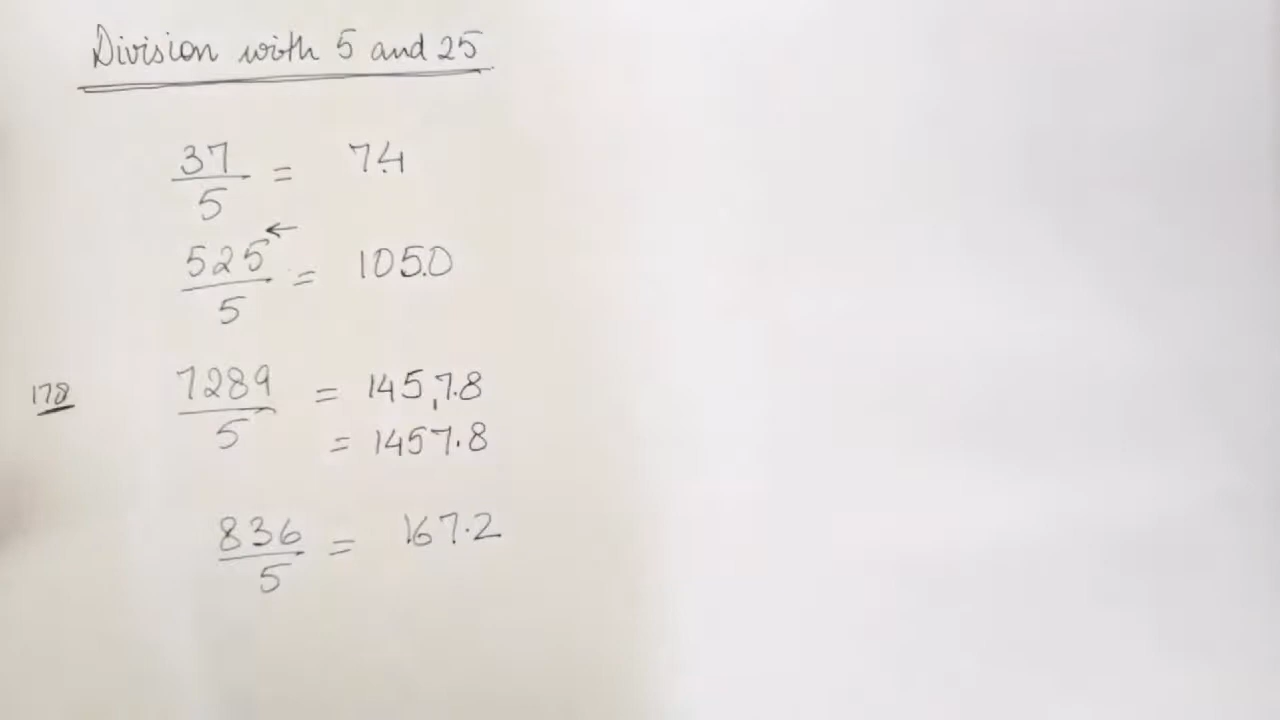 Division with 5 and 25
37/5 = 7.4
525/5 = 105.0
←
178
7289/5 = 145,7.8
= 1457.8
836/5 = 167.2